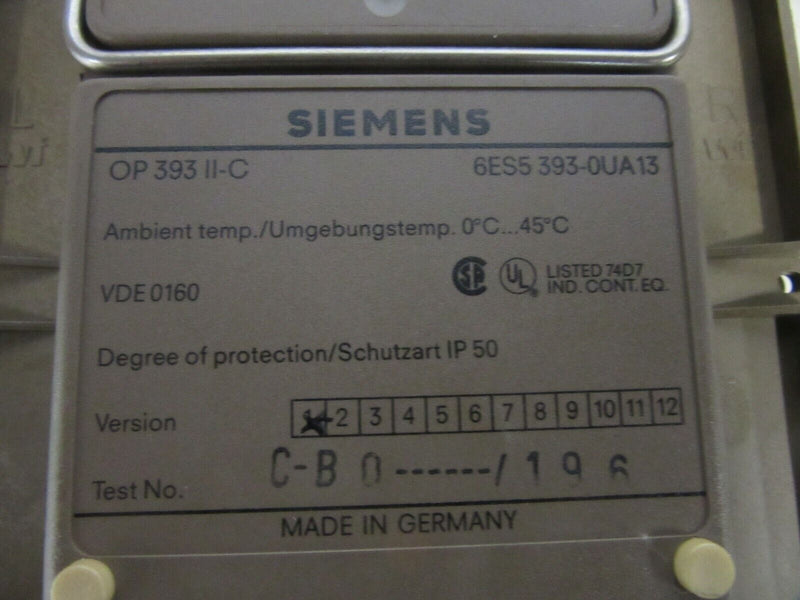 SIEMENS
OP 393 II-C 6ES5 393-0UA13
Ambient temp./Umgebungstemp. 0°C...45°C
VDE 0160 SP UL LISTED 74D7
IND. CONT. EQ.
Degree of protection/Schutzart IP 50
Version 1 2 3 4 5 6 7 8 9 10 11 12
Test No. C-B 0------/196
MADE IN GERMANY